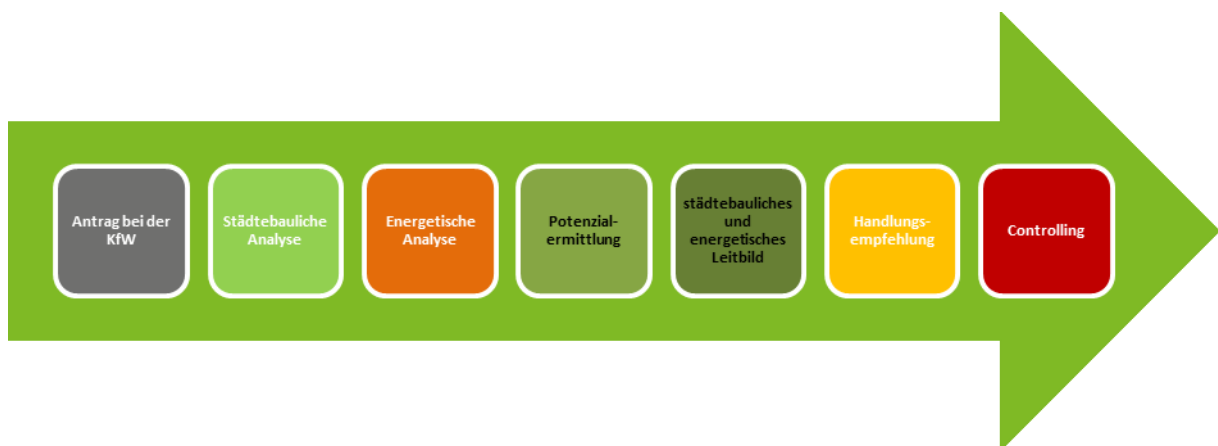 Antrag bei der
KfW
Städtebauliche
Analyse
Energetische
Analyse
Potenzial-
ermittlung
städtebauliches
und
energetisches
Leitbild
Handlungs-
empfehlung
Controlling